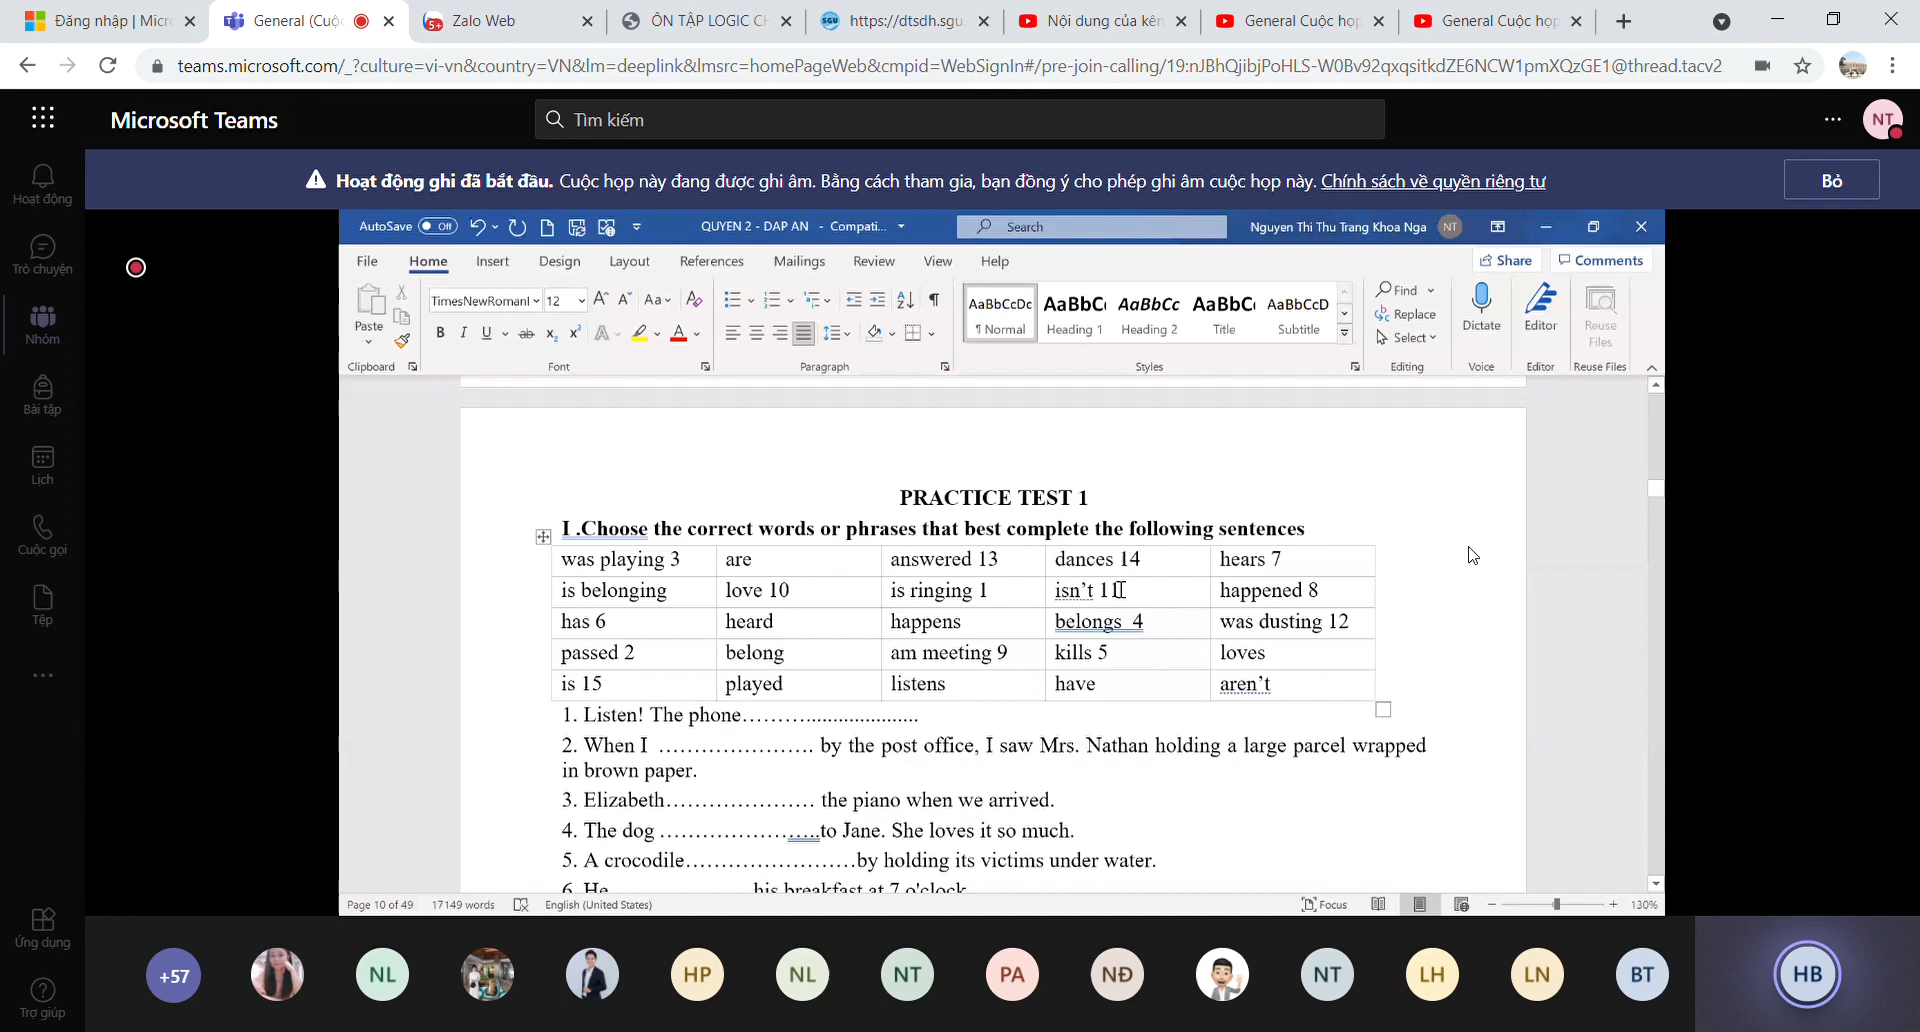 Đăng nhập | Micr
General (Cuộc
Zalo Web
ÔN TẬP LOGIC CH
https://dtsdh.sgu.
Nội dung của kên
General Cuộc họp
General Cuộc họp
teams.microsoft.com/_?culture=vi-vn&country=VN&lm=deeplink&lmsrc=homePageWeb&cmpid=WebSignIn#/pre-join-calling/19:nJBhQjibjPoHLS-W0Bv92qxqsitkdZE6NCW1pmXQzGE1@thread.tacv2
Microsoft Teams
Tìm kiếm
NT
Hoạt động ghi đã bắt đầu. Cuộc họp này đang được ghi âm. Bằng cách tham gia, bạn đồng ý cho phép ghi âm cuộc họp này. Chính sách về quyền riêng tư
Bỏ
Hoạt động
Trò chuyện
Nhóm
Bài tập
Lịch
Cuộc gọi
Tệp
Ứng dụng
Trợ giúp
AutoSave Off
QUYEN 2 - DAP AN - Compati...
Search
Nguyen Thi Thu Trang Khoa Nga NT
File Home Insert Design Layout References Mailings Review View Help
Share Comments
Paste
TimesNewRomanl 12
AaBbCcDc AaBbC AaBbCc AaBbC AaBbCcD
¶ Normal Heading 1 Heading 2 Title Subtitle
Find
Replace
Select
Dictate
Editor
Reuse Files
Clipboard Font Paragraph Styles Editing Voice Editor Reuse Files
PRACTICE TEST 1
I .Choose the correct words or phrases that best complete the following sentences
was playing 3 are answered 13 dances 14 hears 7
is belonging love 10 is ringing 1 isn't 11 happened 8
has 6 heard happens belongs 4 was dusting 12
passed 2 belong am meeting 9 kills 5 loves
is 15 played listens have aren't
1. Listen! The phone………....................
2. When I …………………. by the post office, I saw Mrs. Nathan holding a large parcel wrapped
in brown paper.
3. Elizabeth………………… the piano when we arrived.
4. The dog …………………..to Jane. She loves it so much.
5. A crocodile……………………by holding its victims under water.
6. He his breakfast at 7 o'clock
Page 10 of 49 17149 words English (United States) Focus 130%
+57 NL HP NL NT PA NĐ NT LH LN BT HB